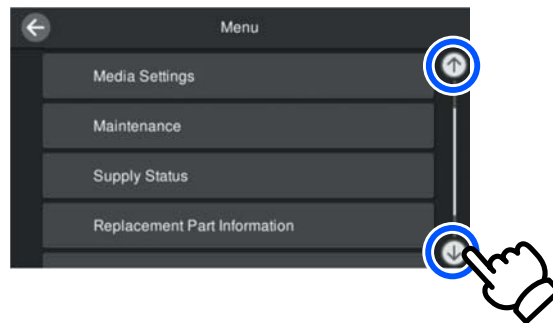 Menu
Media Settings
Maintenance
Supply Status
Replacement Part Information